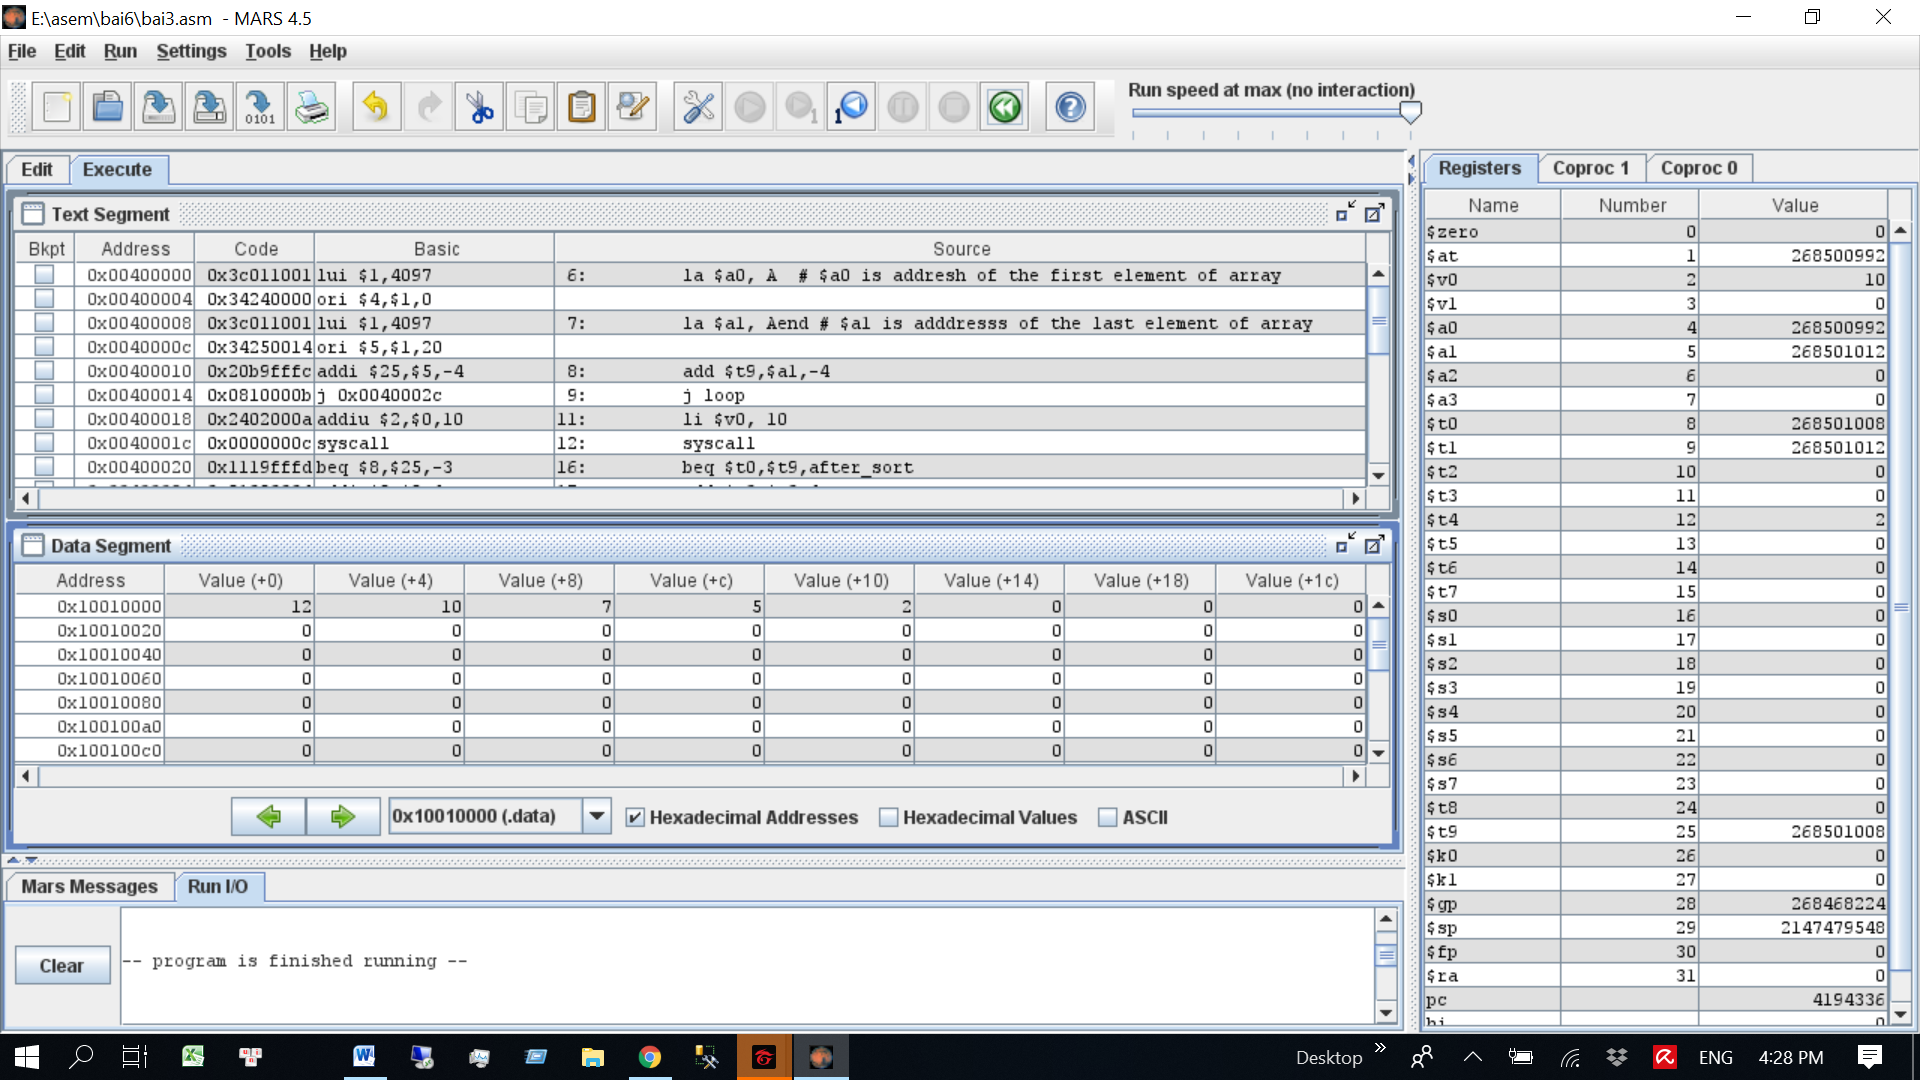 E:\asem\bai6\bai3.asm - MARS 4.5
File Edit Run Settings Tools Help
Run speed at max (no interaction)
Edit Execute
Text Segment
Bkpt Address Code Basic Source
0x00400000 0x3c011001 lui $1,4097 6: la $a0, A # $a0 is addresh of the first element of array
0x00400004 0x34240000 ori $4,$1,0
0x00400008 0x3c011001 lui $1,4097 7: la $a1, Aend # $a1 is adddresss of the last element of array
0x0040000c 0x34250014 ori $5,$1,20
0x00400010 0x20b9fffc addi $25,$5,-4 8: add $t9,$a1,-4
0x00400014 0x0810000b j 0x0040002c 9: j loop
0x00400018 0x2402000a addiu $2,$0,10 11: li $v0, 10
0x0040001c 0x0000000c syscall 12: syscall
0x00400020 0x1119fffd beq $8,$25,-3 16: beq $t0,$t9,after_sort
Data Segment
Address Value (+0) Value (+4) Value (+8) Value (+c) Value (+10) Value (+14) Value (+18) Value (+1c)
0x10010000 12 10 7 5 2 0 0 0
0x10010020 0 0 0 0 0 0 0 0
0x10010040 0 0 0 0 0 0 0 0
0x10010060 0 0 0 0 0 0 0 0
0x10010080 0 0 0 0 0 0 0 0
0x100100a0 0 0 0 0 0 0 0 0
0x100100c0 0 0 0 0 0 0 0 0
0x10010000 (.data) Hexadecimal Addresses Hexadecimal Values ASCII
Mars Messages Run I/O
Clear
-- program is finished running --
Registers Coproc 1 Coproc 0
Name Number Value
$zero 0 0
$at 1 268500992
$v0 2 10
$v1 3 0
$a0 4 268500992
$a1 5 268501012
$a2 6 0
$a3 7 0
$t0 8 268501008
$t1 9 268501012
$t2 10 0
$t3 11 0
$t4 12 2
$t5 13 0
$t6 14 0
$t7 15 0
$s0 16 0
$s1 17 0
$s2 18 0
$s3 19 0
$s4 20 0
$s5 21 0
$s6 22 0
$s7 23 0
$t8 24 0
$t9 25 268501008
$k0 26 0
$k1 27 0
$gp 28 268468224
$sp 29 2147479548
$fp 30 0
$ra 31 0
pc 4194336
hi 0
Desktop ENG 4:28 PM